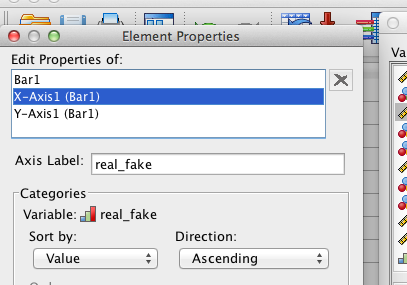 Element Properties
Edit Properties of:
Bar1
X-Axis1 (Bar1)
Y-Axis1 (Bar1)
Axis Label: real_fake
Categories
Variable: real_fake
Sort by: Direction:
Value Ascending